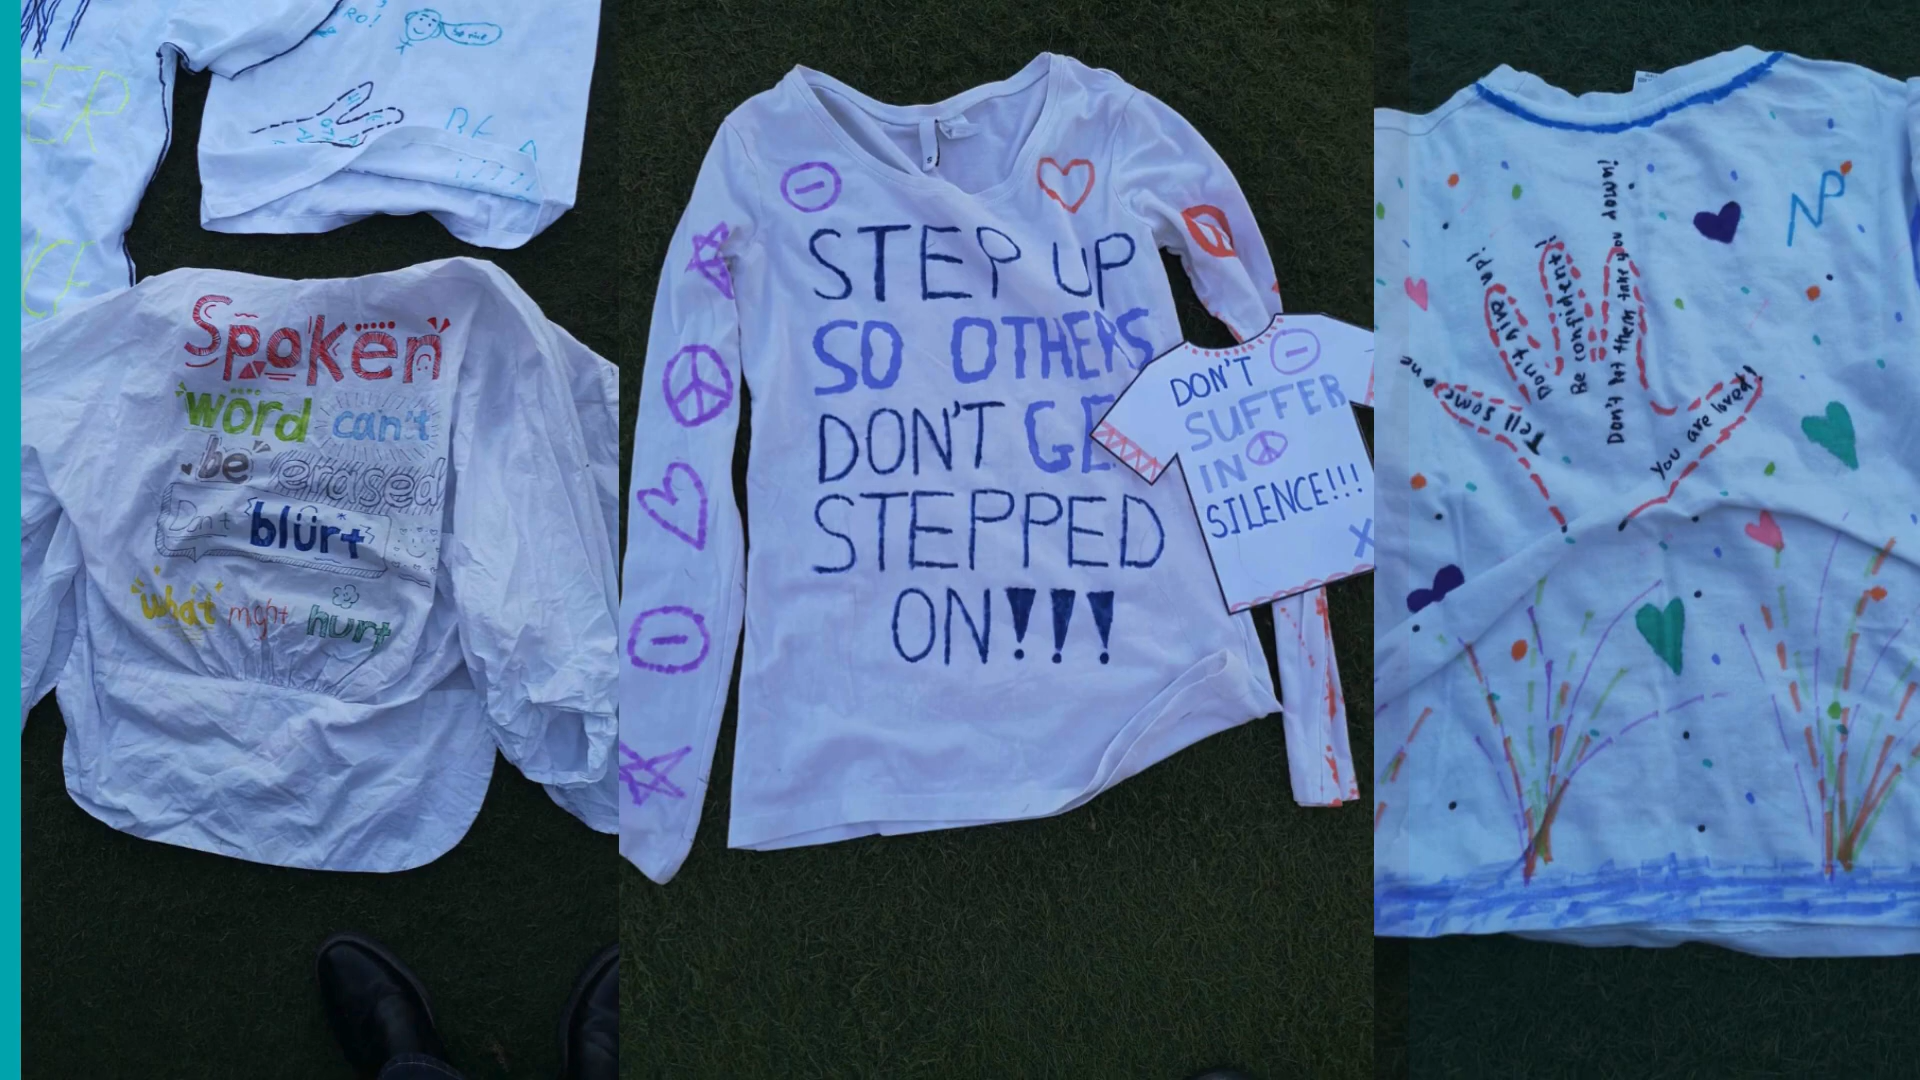 RO!
Spoken
"word can't
be erased
Don't blurt
"what might hurt
STEP UP
SO OTHERS
DON'T GE
STEPPED
ON!!!
DON'T
SUFFER
IN
SILENCE!!!
X
NP
Tell someone
Don't give up!
Be confident!
Don't let them take you down!
You are loved!